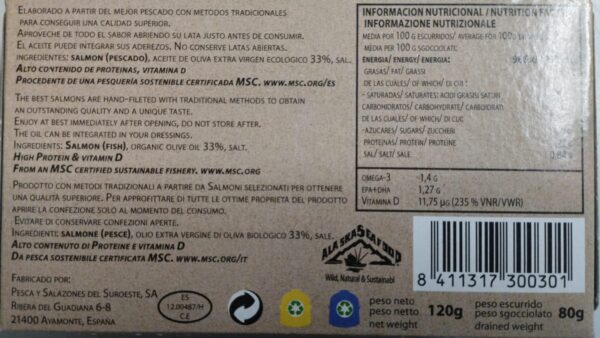 ELABORADO A PARTIR DEL MEJOR PESCADO CON METODOS TRADICIONALES
PARA CONSEGUIR UNA CALIDAD SUPERIOR.
APROVECHE DE TODO EL SABOR ABRIENDO SU LATA JUSTO ANTES DE CONSUMIR.
EL ACEITE PUEDE INTEGRAR SUS ADEREZOS. NO CONSERVE LATAS ABIERTAS.
INGREDIENTES: SALMON (PESCADO), ACEITE DE OLIVA EXTRA VIRGEN ECOLOGICO 33%, SAL.
ALTO CONTENIDO DE PROTEINAS, VITAMINA D
PROCEDENTE DE UNA PESQUERÍA SOSTENIBLE CERTIFICADA MSC. WWW.MSC.ORG/ES
THE BEST SALMONS ARE HAND-FILETED WITH TRADITIONAL METHODS TO OBTAIN
AN OUTSTANDING QUALITY AND A UNIQUE TASTE.
ENJOY AT BEST IMMEDIATELY AFTER OPENING, DO NOT STORE AFTER.
THE OIL CAN BE INTEGRATED IN YOUR DRESSINGS.
INGREDIENTS: SALMON (FISH), ORGANIC OLIVE OIL 33%, SALT.
HIGH PROTEIN & VITAMIN D
FROM AN MSC CERTIFIED SUSTAINABLE FISHERY. WWW.MSC.ORG
PRODOTTO CON METODI TRADIZIONALI A PARTIRE DA SALMONI SELEZIONATI PER OTTENERE
UNA QUALITÀ SUPERIORE. PER APPROFITTARE DI TUTTE LE OTTIME PROPRIETÀ DEL PRODOTTO
APRIRE LA CONFEZIONE SOLO AL MOMENTO DEL CONSUMO.
EVITARE DI CONSERVARE CONFEZIONI APERTE.
INGREDIENTI: SALMONE (PESCE), OLIO EXTRA VERGINE DI OLIVA BIOLOGICO 33%, SALE.
ALTO CONTENUTO DI PROTEINE E VITAMINA D
DA PESCA SOSTENIBILE CERTIFICATA MSC. WWW.MSC.ORG/IT
FABRICADO POR:
PESCA Y SALAZONES DEL SUROESTE, SA
RIBERA DEL GUADIANA 6-8
21400 AYAMONTE, ESPAÑA
ES
12.00487/H
C.E
INFORMACION NUTRICIONAL / NUTRITION FAC
INFORMAZIONE NUTRIZIONALE
MEDIA POR 100 G ESCURRIDOS/ AVERAGE FOR 100G
MEDIA PER 100 G SGOCCIOLATO
ENERGÍA/ ENERGY/ ENERGIA:
GRASAS/ FAT/ GRASSI
DE LAS CUALES/ OF WHICH/ DI CUI:
- SATURADAS/ SATURATES/ ACIDI GRASSI SATURI
CARBOHIDRATOS/ CARBOHYDRATE/ CARBOIDRATI
DE LAS CUALES/ OF WHICH/ DI CUI:
-AZUCARES/ SUGARS/ ZUCCHERI
PROTEINAS/ PROTEIN/ PROTEINE
SAL/ SALT/ SALE
OMEGA-3 1,4 G
EPA+DHA 1,27 G
VITAMINA D 11,75 µG (235 % VNR/VWR)
ALASKA SEAFOOD
Wild, Natural & Sustainabl
8 411317 300301
peso neto
peso netto
net weight
120g
peso escurrido
peso sgocciolato
drained weight
80g